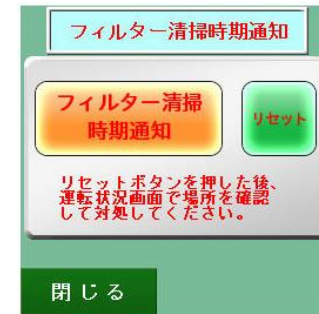 フィルター清掃時期通知
フィルター清掃
時期通知
リセット
リセットボタンを押した後、
運転状況画面で場所を確認
して対処してください。
閉じる